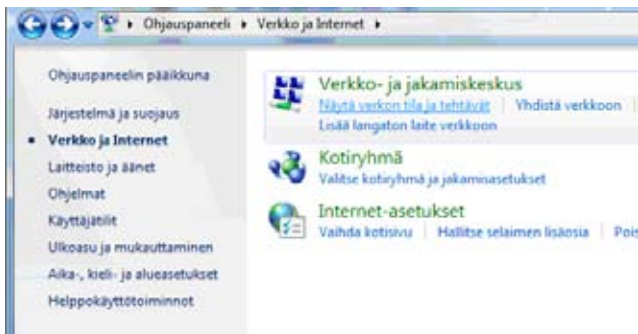 Ohjauspaneeli Verkko ja Internet
Ohjauspaneelin pääikkuna
Järjestelmä ja suojaus
Verkko ja Internet
Laitteisto ja äänet
Ohjelmat
Käyttäjätilit
Ulkoasu ja mukauttaminen
Aika-, kieli- ja alueasetukset
Helppokäyttötoiminnot
Verkko- ja jakamiskeskus
Näytä verkon tila ja tehtävät Yhdistä verkkoon
Lisää langaton laite verkkoon
Kotiryhmä
Valitse kotiryhmä ja jakamisasetukset
Internet-asetukset
Vaihda kotisivu Hallitse selaimen lisäosia Pois